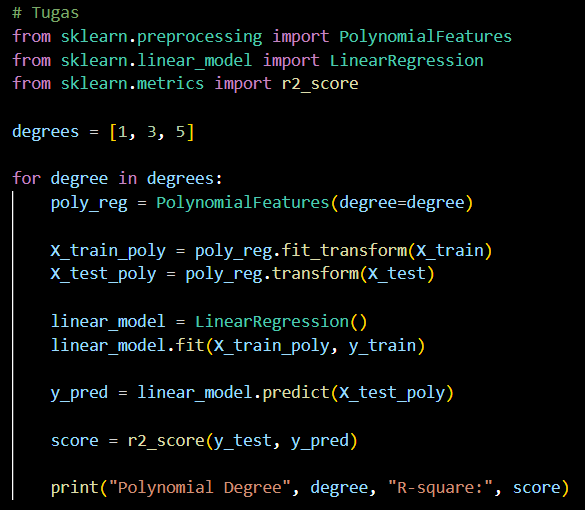 # Tugas
from sklearn.preprocessing import PolynomialFeatures
from sklearn.linear_model import LinearRegression
from sklearn.metrics import r2_score

degrees = [1, 3, 5]

for degree in degrees:
    poly_reg = PolynomialFeatures(degree=degree)

    X_train_poly = poly_reg.fit_transform(X_train)
    X_test_poly = poly_reg.transform(X_test)

    linear_model = LinearRegression()
    linear_model.fit(X_train_poly, y_train)

    y_pred = linear_model.predict(X_test_poly)

    score = r2_score(y_test, y_pred)

    print("Polynomial Degree", degree, "R-square:", score)